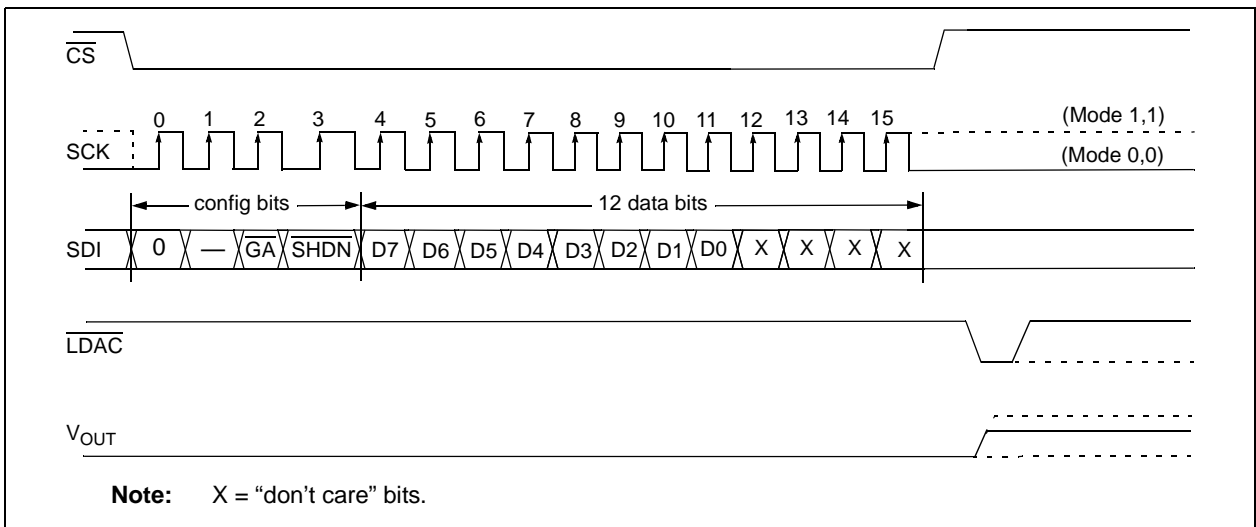 CS
0 1 2 3 4 5 6 7 8 9 10 11 12 13 14 15 (Mode 1,1)
SCK (Mode 0,0)
config bits 12 data bits
SDI 0 — GA SHDN D7 D6 D5 D4 D3 D2 D1 D0 X X X X
LDAC
VOUT
Note: X = “don’t care” bits.